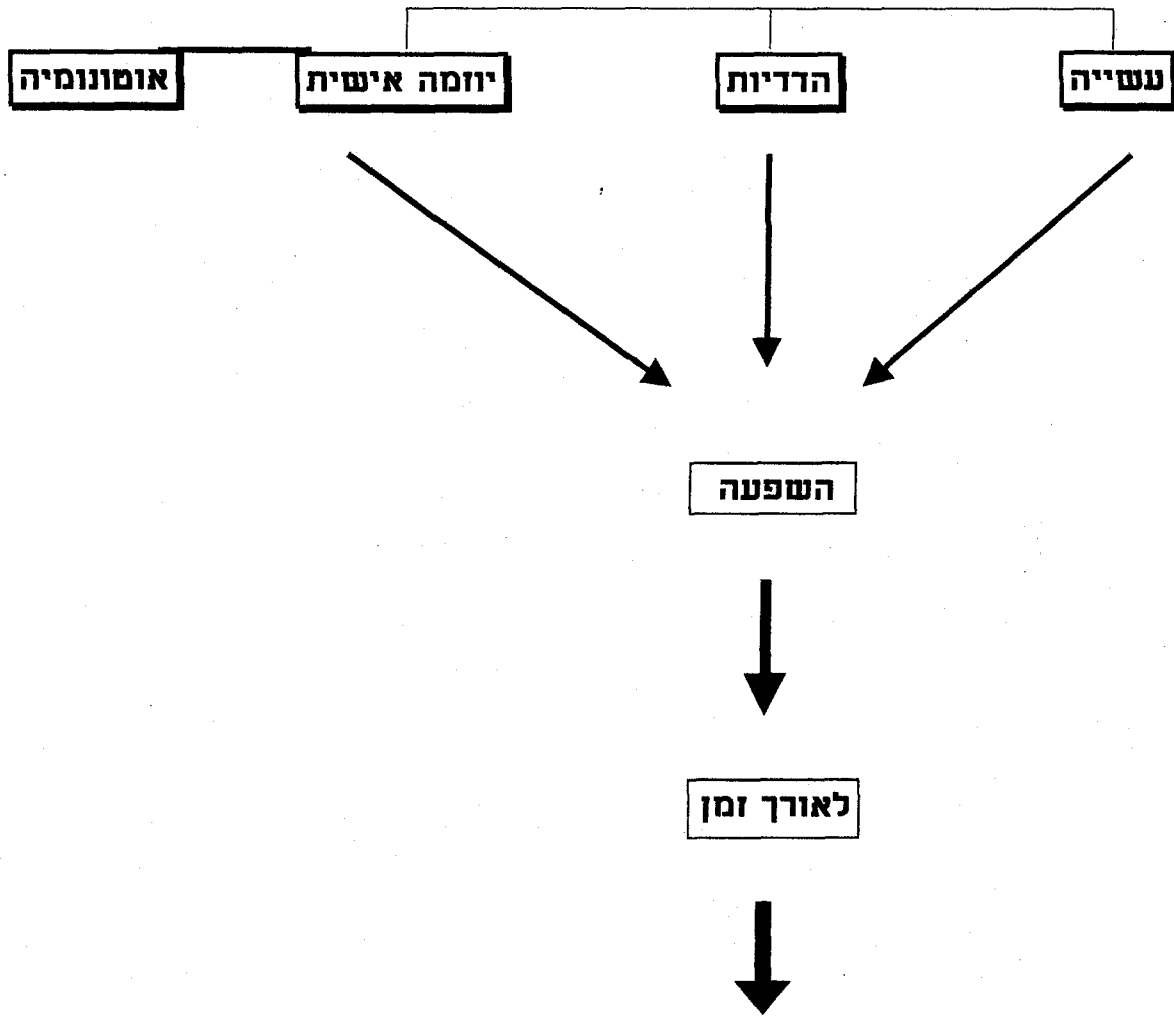 עשייה
הדדיות
יוזמה אישית
אוטונומיה
השפעה
לאורך זמן